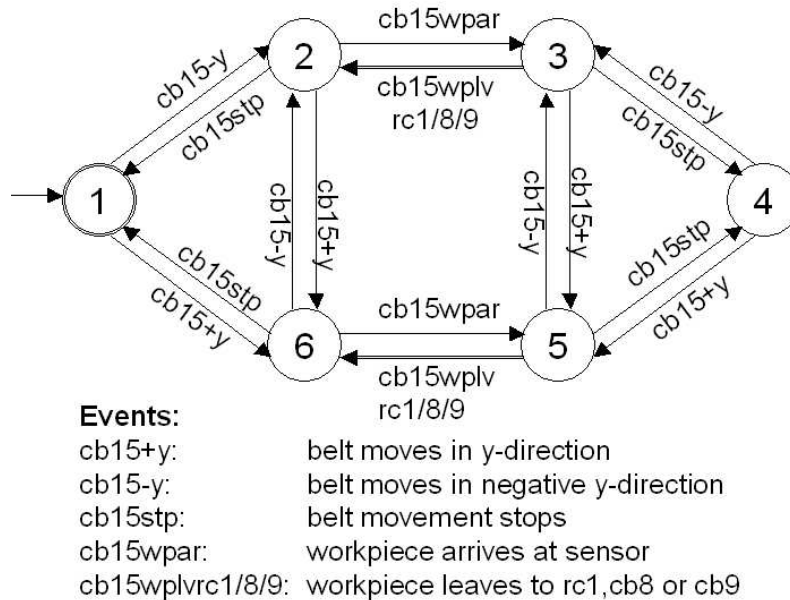 cb15wpar
2
3
cb15wplv
rc1/8/9
cb15-y
cb15stp
cb15-y
cb15stp
1
cb15-y
cb15+y
cb15-y
cb15+y
4
cb15stp
cb15+y
cb15stp
cb15+y
6
cb15wpar
5
cb15wplv
rc1/8/9
Events:
cb15+y: belt moves in y-direction
cb15-y: belt moves in negative y-direction
cb15stp: belt movement stops
cb15wpar: workpiece arrives at sensor
cb15wplvrc1/8/9: workpiece leaves to rc1,cb8 or cb9